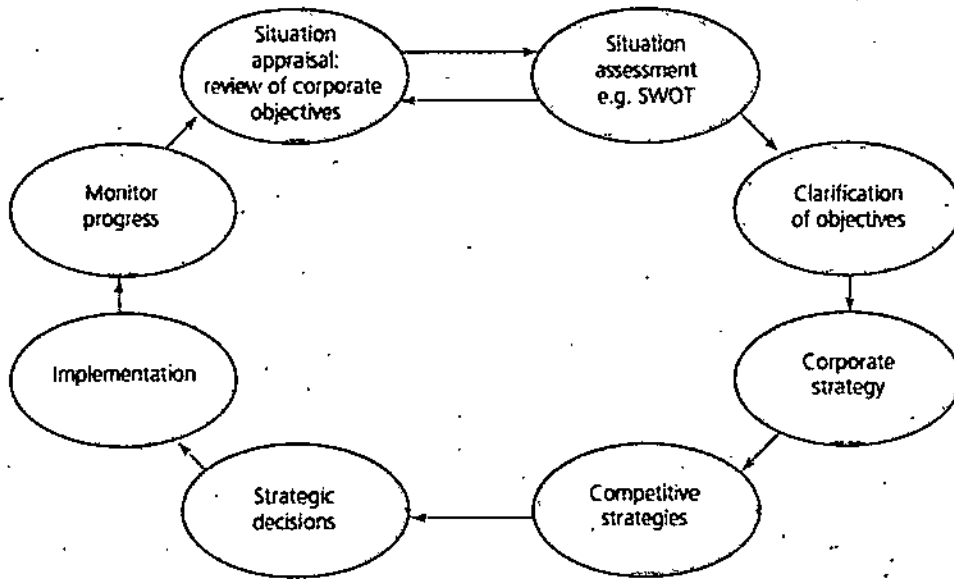 Situation
appraisal:
review of corporate
objectives
Situation
assessment
e.g. SWOT
Clarification
of objectives
Corporate
strategy
Competitive
strategies
Strategic
decisions
Implementation
Monitor
progress